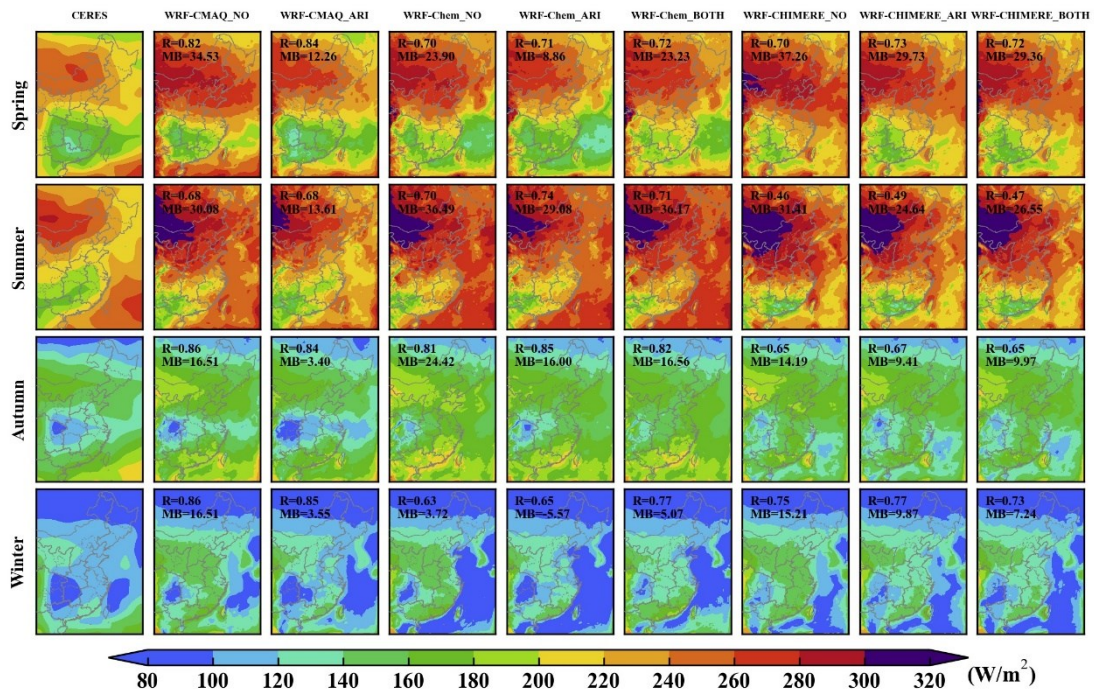 CERES WRF-CMAQ_NO WRF-CMAQ_ARI WRF-Chem_NO WRF-Chem_ARI WRF-Chem_BOTH WRF-CHIMERE_NO WRF-CHIMERE_ARI WRF-CHIMERE_BOTH
Spring
R=0.82 R=0.84 R=0.70 R=0.71 R=0.72 R=0.70 R=0.73 R=0.72
MB=34.53 MB=12.26 MB=23.90 MB=8.86 MB=23.23 MB=37.26 MB=29.73 MB=29.36
Summer
R=0.68 R=0.68 R=0.70 R=0.74 R=0.71 R=0.46 R=0.49 R=0.47
MB=30.08 MB=13.61 MB=36.49 MB=29.08 MB=36.17 MB=31.41 MB=24.64 MB=26.55
Autumn
R=0.86 R=0.84 R=0.81 R=0.85 R=0.82 R=0.65 R=0.67 R=0.65
MB=16.51 MB=3.40 MB=24.42 MB=16.00 MB=16.56 MB=14.19 MB=9.41 MB=9.97
Winter
R=0.86 R=0.85 R=0.63 R=0.65 R=0.77 R=0.75 R=0.77 R=0.73
MB=16.51 MB=3.55 MB=3.72 MB=-5.57 MB=5.07 MB=15.21 MB=9.87 MB=7.24
80 100 120 140 160 180 200 220 240 260 280 300 320 (W/m²)